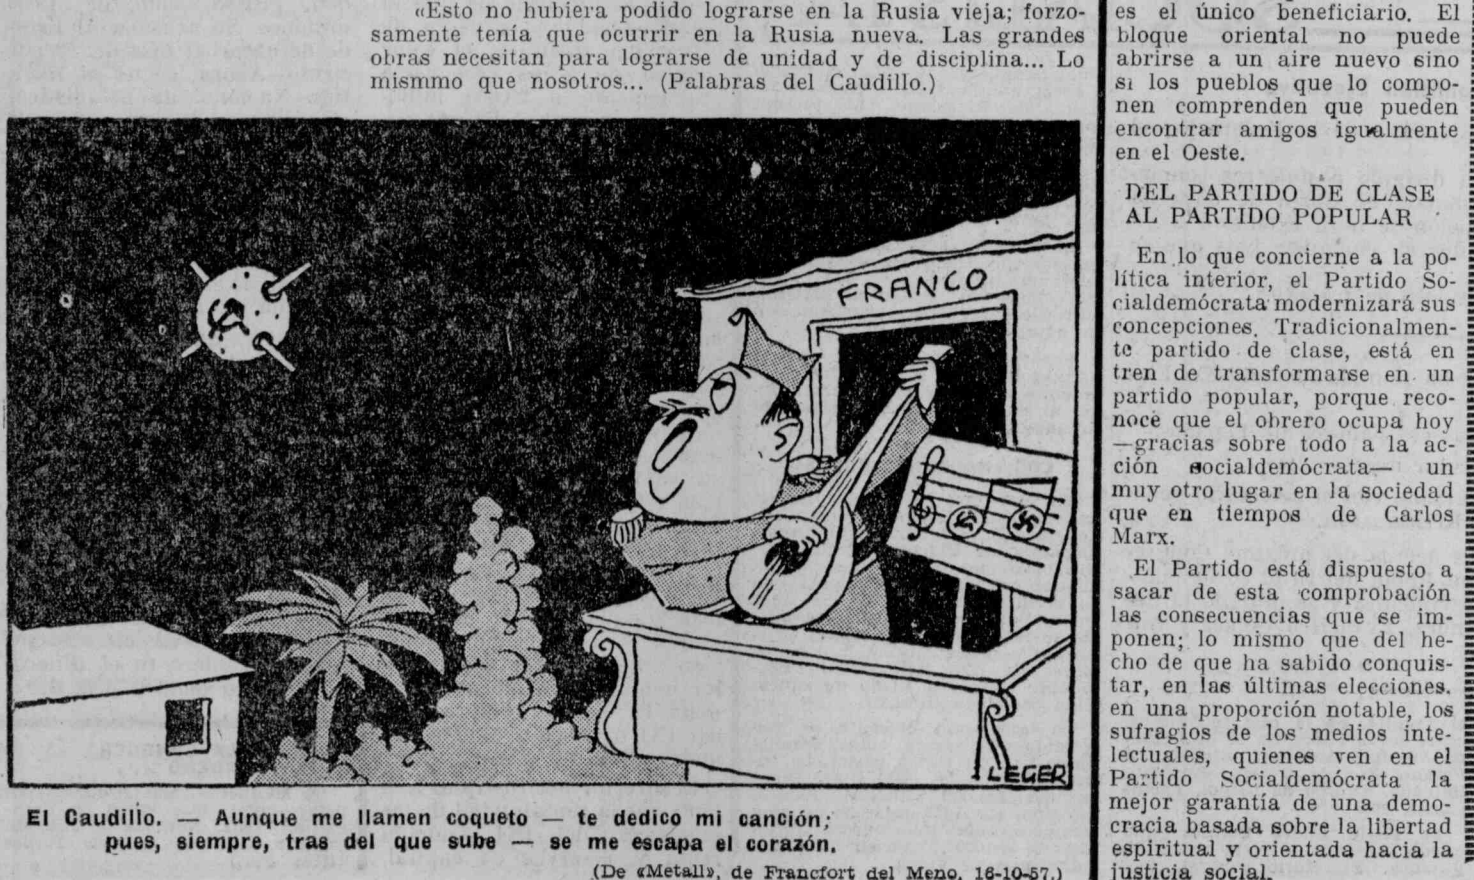 «Esto no hubiera podido lograrse en la Rusia vieja; forzo-
samente tenía que ocurrir en la Rusia nueva. Las grandes
obras necesitan para lograrse de unidad y de disciplina... Lo
mismmo que nosotros... (Palabras del Caudillo.)
FRANCO
LEGER
El Caudillo. — Aunque me llamen coqueto — te dedico mi canción;
pues, siempre, tras del que sube — se me escapa el corazón.
(De «Metall», de Francfort del Meno, 16-10-57.)
es el único beneficiario. El
bloque oriental no puede
abrirse a un aire nuevo sino
si los pueblos que lo compo-
nen comprenden que pueden
encontrar amigos igualmente
en el Oeste.
DEL PARTIDO DE CLASE
AL PARTIDO POPULAR
En lo que concierne a la po-
lítica interior, el Partido So-
cialdemócrata modernizará sus
concepciones. Tradicionalmen-
te partido de clase, está en
tren de transformarse en un
partido popular, porque reco-
noce que el obrero ocupa hoy
—gracias sobre todo a la ac-
ción socialdemócrata— un
muy otro lugar en la sociedad
que en tiempos de Carlos
Marx.
El Partido está dispuesto a
sacar de esta comprobación
las consecuencias que se im-
ponen; lo mismo que del he-
cho de que ha sabido conquis-
tar, en las últimas elecciones.
en una proporción notable, los
sufragios de los medios inte-
lectuales, quienes ven en el
Partido Socialdemócrata la
mejor garantía de una demo-
cracia basada sobre la libertad
espiritual y orientada hacia la
justicia social.